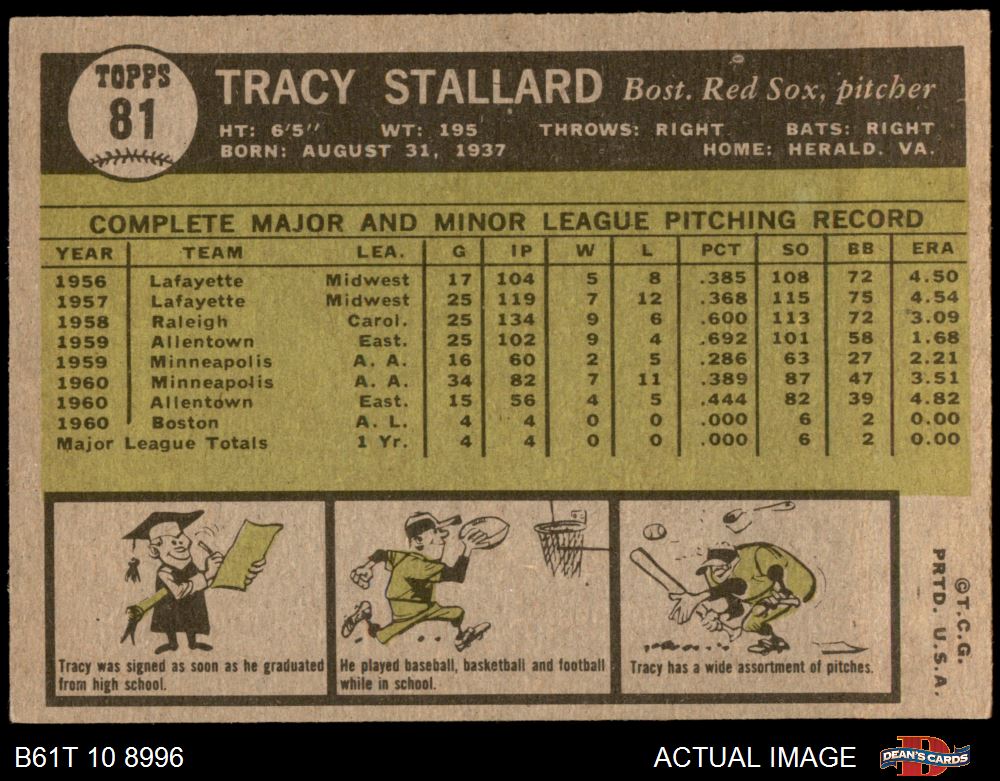 TOPPS
81
TRACY STALLARD Bost. Red Sox, pitcher
HT: 6'5" WT: 195 THROWS: RIGHT BATS: RIGHT
BORN: AUGUST 31, 1937 HOME: HERALD. VA.
COMPLETE MAJOR AND MINOR LEAGUE PITCHING RECORD
YEAR TEAM LEA. G IP W L PCT SO BB ERA
1956 Lafayette Midwest 17 104 5 8 .385 108 72 4.50
1957 Lafayette Midwest 25 119 7 12 .368 115 75 4.54
1958 Raleigh Carol. 25 134 9 6 .600 113 72 3.09
1959 Allentown East. 25 102 9 4 .692 101 58 1.68
1959 Minneapolis A. A. 16 60 2 5 .286 63 27 2.21
1960 Minneapolis A. A. 34 82 7 11 .389 87 47 3.51
1960 Allentown East. 15 56 4 5 .444 82 39 4.82
1960 Boston A. L. 4 4 0 0 .000 6 2 0.00
Major League Totals 1 Yr. 4 4 0 0 .000 6 2 0.00
Tracy was signed as soon as he graduated
from high school.
He played baseball, basketball and football
while in school.
Tracy has a wide assortment of pitches.
©T.C.G.
PRTD. U.S.A.
B61T 10 8996 ACTUAL IMAGE DEAN'S CARDS